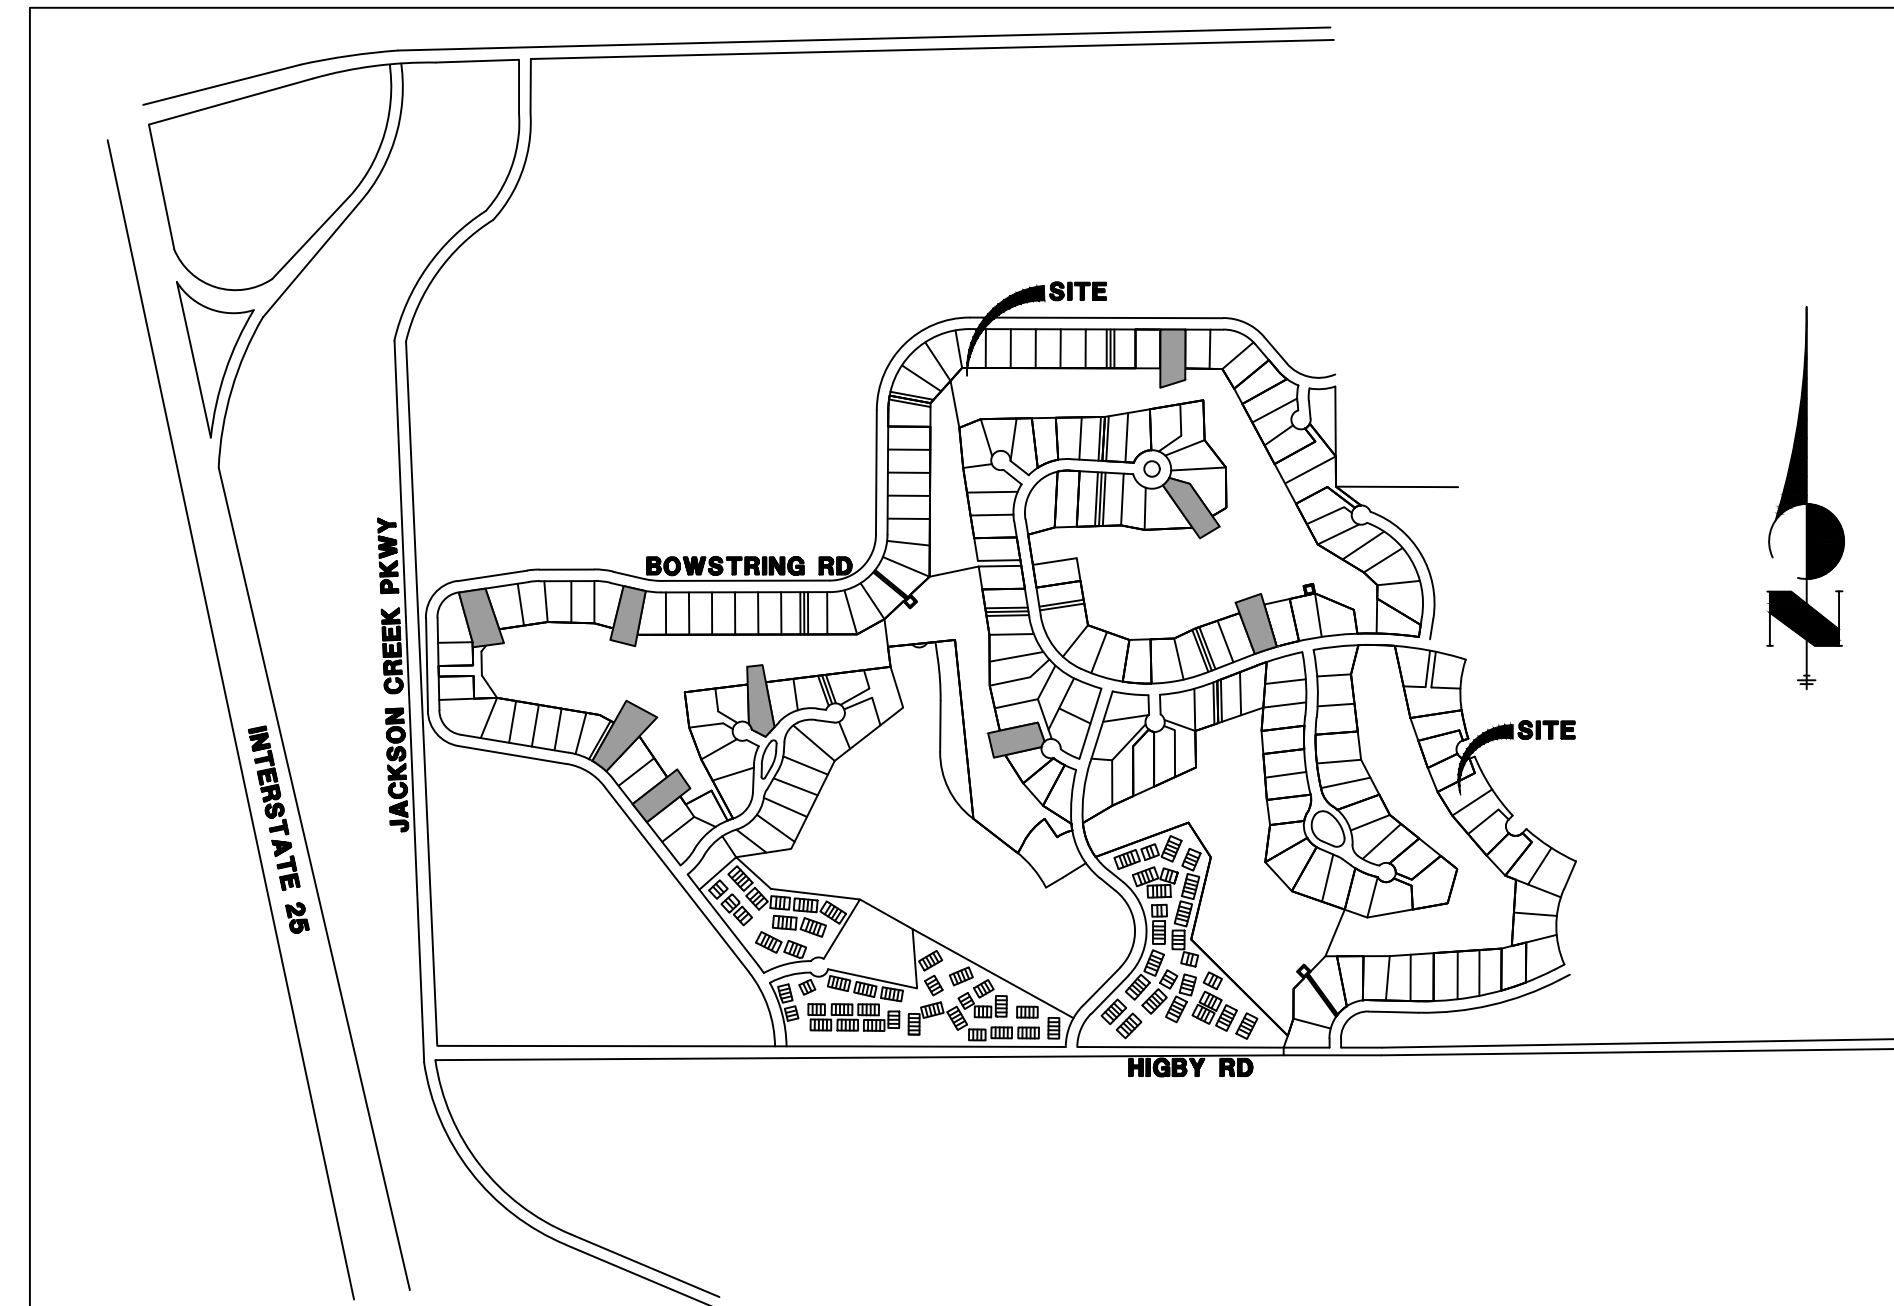 SITE
BOWSTRING RD
JACKSON CREEK PKWY
INTERSTATE 25
SITE
HIGBY RD
N